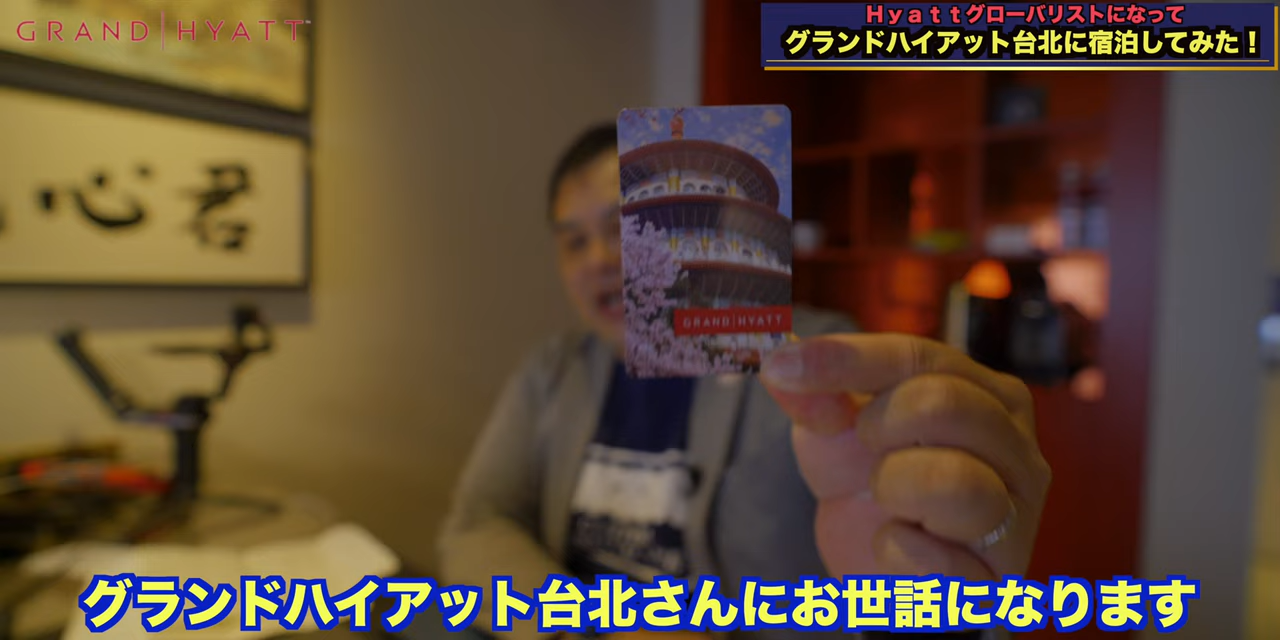 GRAND | HYATT™
Ｈｙａｔｔグローバリストになって
グランドハイアット台北に宿泊してみた！
心君
GRAND | HYATT
グランドハイアット台北さんにお世話になります